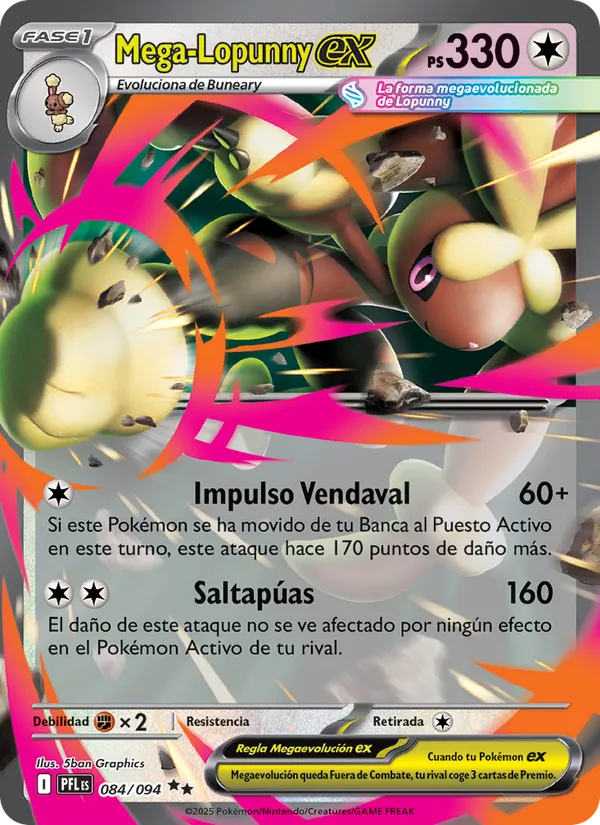 FASE 1
Mega-Lopunny ex
PS 330
Evoluciona de Buneary
La forma megaevolucionada
de Lopunny
Impulso Vendaval 60+
Si este Pokémon se ha movido de tu Banca al Puesto Activo
en este turno, este ataque hace 170 puntos de daño más.
Saltapúas 160
El daño de este ataque no se ve afectado por ningún efecto
en el Pokémon Activo de tu rival.
Debilidad ×2 Resistencia Retirada
Ilus. 5ban Graphics
Regla Megaevolución ex
Cuando tu Pokémon ex
Megaevolución queda Fuera de Combate, tu rival coge 3 cartas de Premio.
I PFL ES 084/094
©2025 Pokémon/Nintendo/Creatures/GAME FREAK